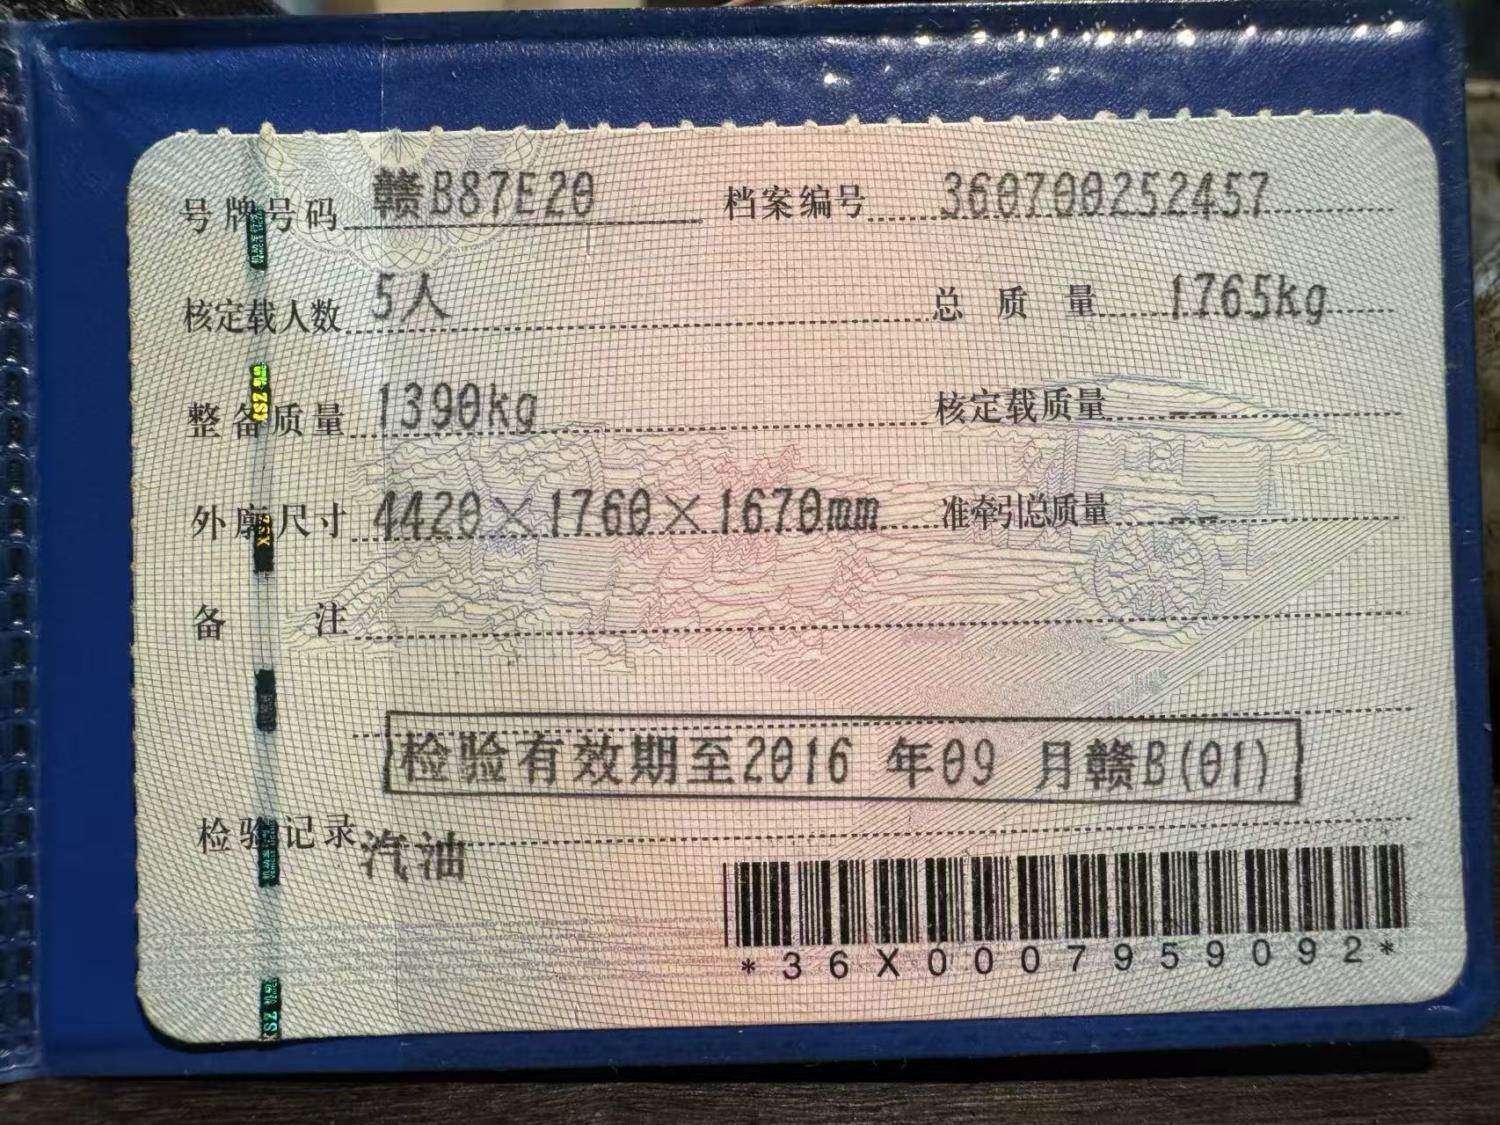 号牌号码 赣B87E20 档案编号 360700252457
核定载人数 5人 总质量 1765kg
整备质量 1390kg 核定载质量 --
外廓尺寸 4420×1760×1670mm 准牵引总质量 --
备注
检验有效期至2016 年09 月赣B(01)
检验记录 汽油
*36X0007959092*